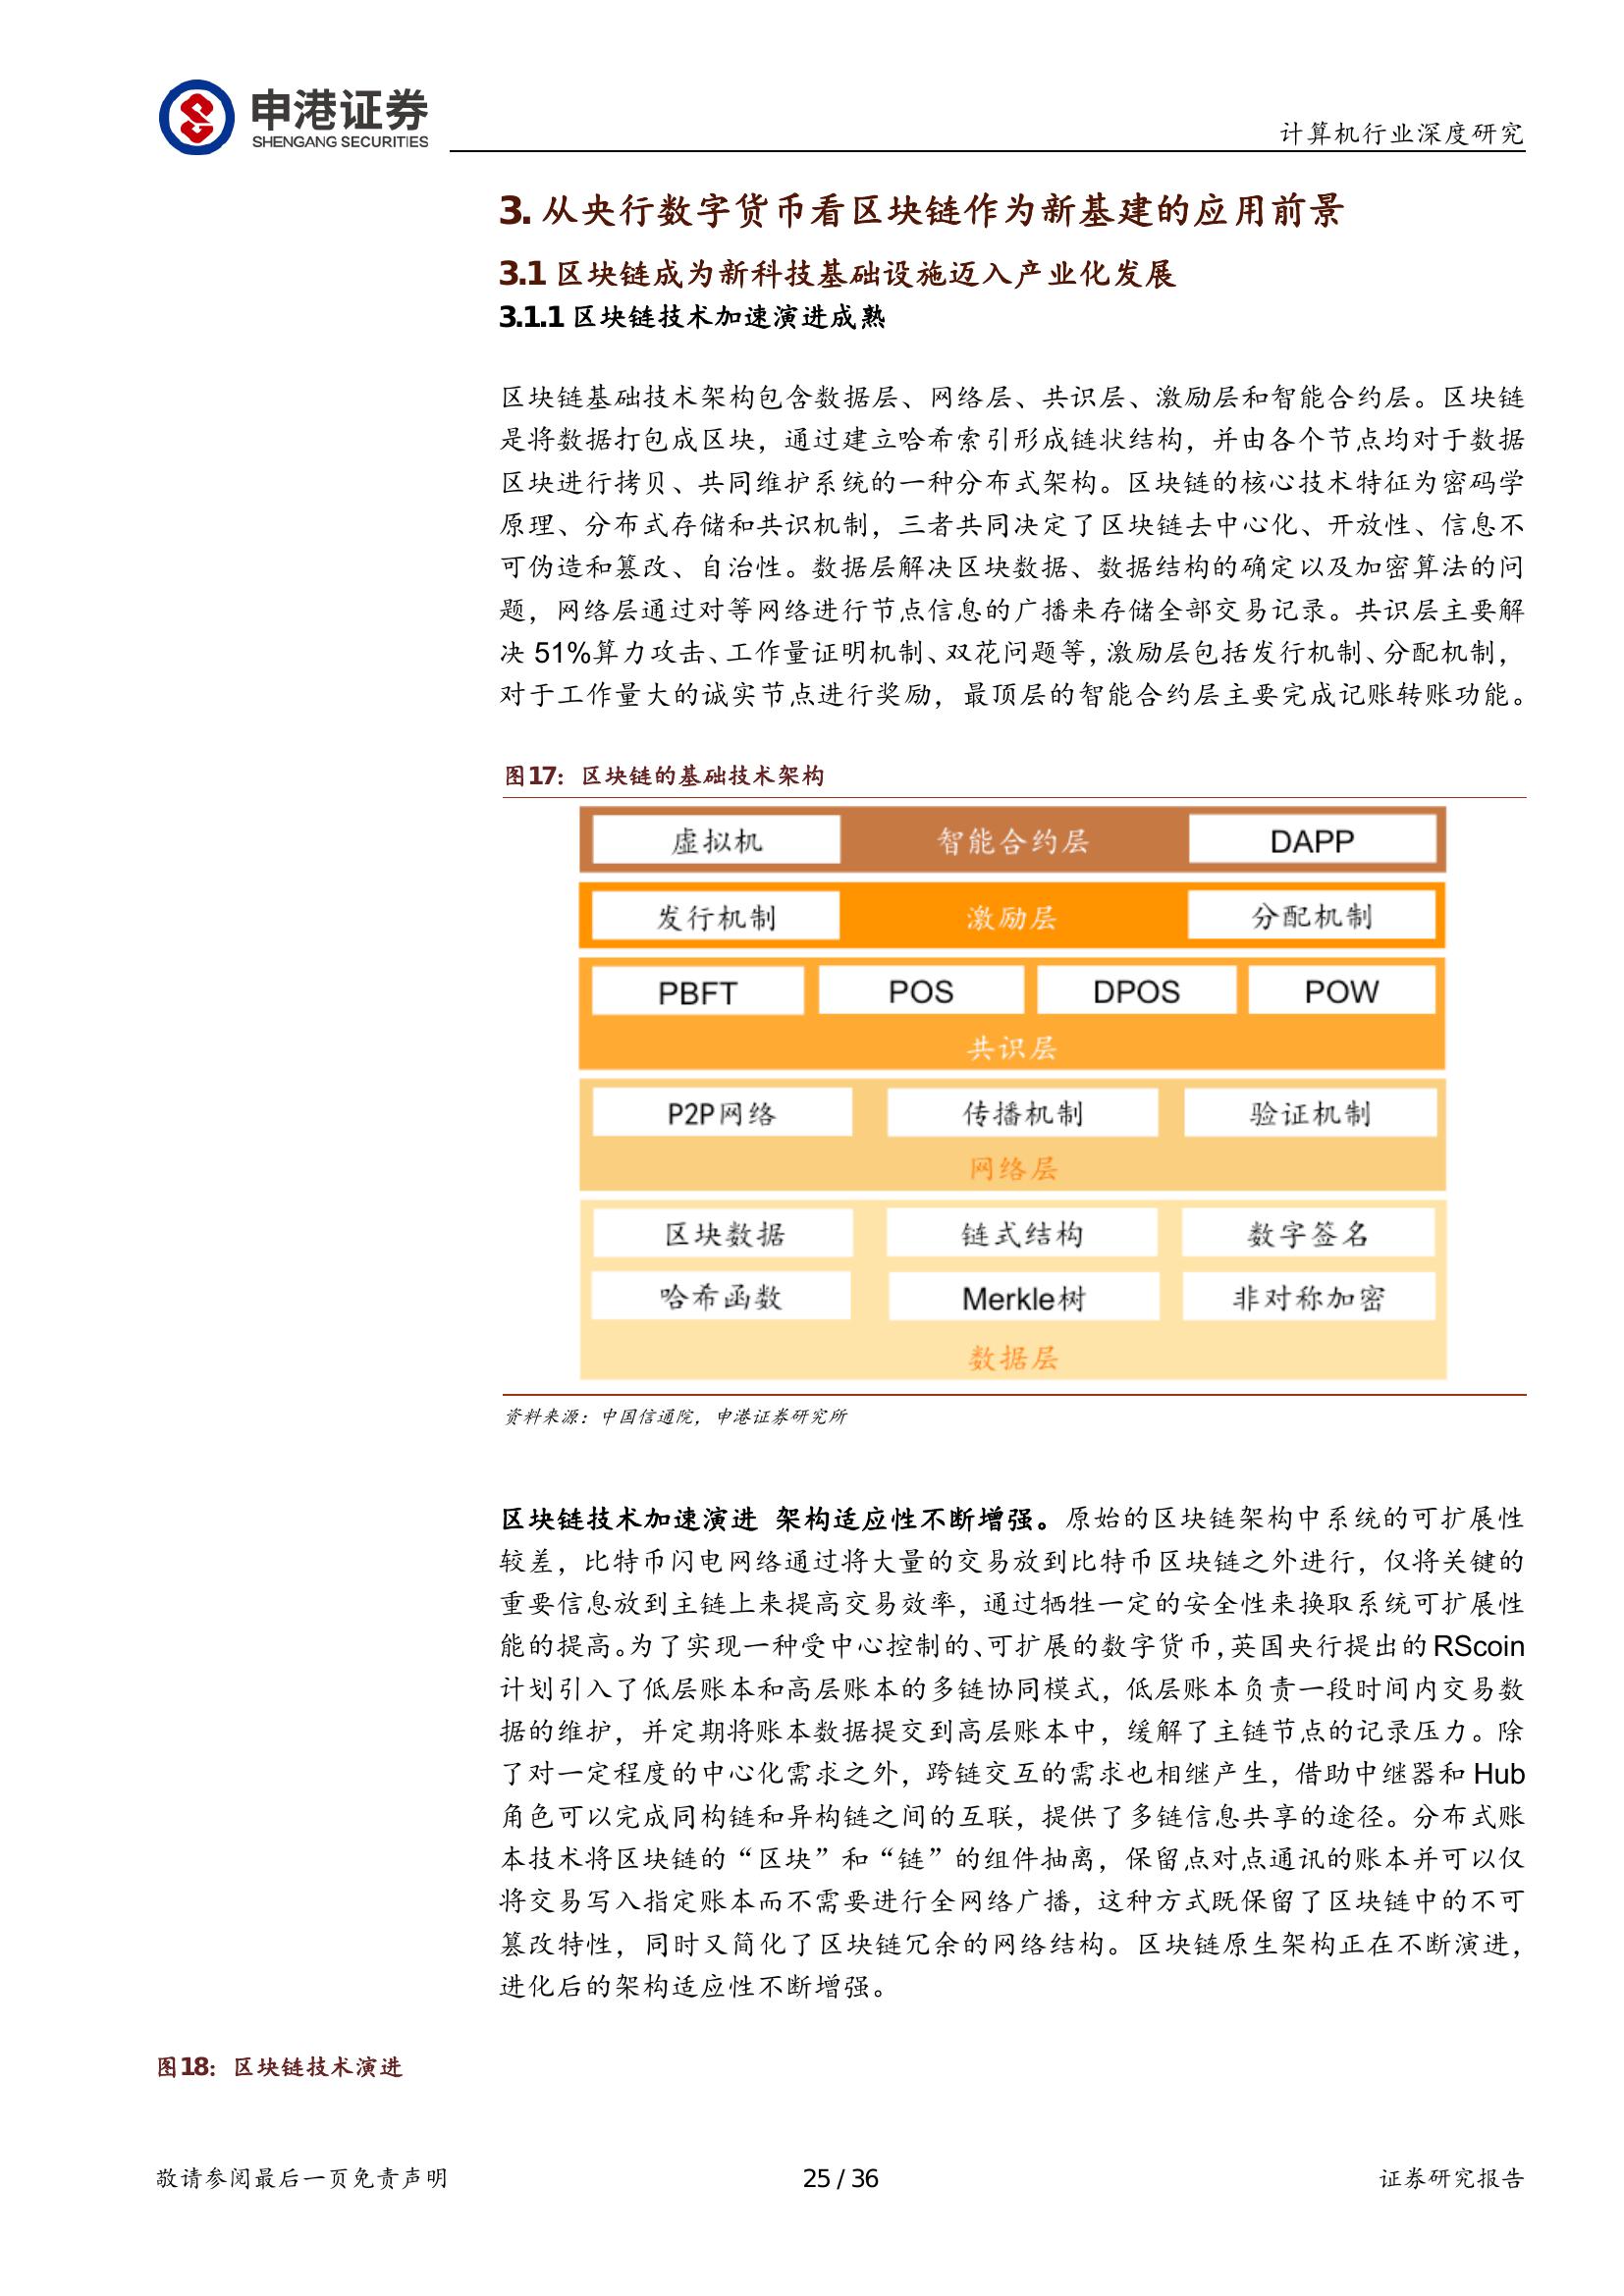 申港证券
SHENGANG SECURITIES
计算机行业深度研究
3. 从央行数字货币看区块链作为新基建的应用前景
3.1 区块链成为新科技基础设施迈入产业化发展
3.1.1 区块链技术加速演进成熟
区块链基础技术架构包含数据层、网络层、共识层、激励层和智能合约层。区块链
是将数据打包成区块，通过建立哈希索引形成链状结构，并由各个节点均对于数据
区块进行拷贝、共同维护系统的一种分布式架构。区块链的核心技术特征为密码学
原理、分布式存储和共识机制，三者共同决定了区块链去中心化、开放性、信息不
可伪造和篡改、自治性。数据层解决区块数据、数据结构的确定以及加密算法的问
题，网络层通过对等网络进行节点信息的广播来存储全部交易记录。共识层主要解
决 51%算力攻击、工作量证明机制、双花问题等，激励层包括发行机制、分配机制，
对于工作量大的诚实节点进行奖励，最顶层的智能合约层主要完成记账转账功能。
图17：区块链的基础技术架构
虚拟机 智能合约层 DAPP
发行机制 激励层 分配机制
PBFT POS DPOS POW
共识层
P2P网络 传播机制 验证机制
网络层
区块数据 链式结构 数字签名
哈希函数 Merkle树 非对称加密
数据层
资料来源：中国信通院，申港证券研究所
区块链技术加速演进 架构适应性不断增强。原始的区块链架构中系统的可扩展性
较差，比特币闪电网络通过将大量的交易放到比特币区块链之外进行，仅将关键的
重要信息放到主链上来提高交易效率，通过牺牲一定的安全性来换取系统可扩展性
能的提高。为了实现一种受中心控制的、可扩展的数字货币，英国央行提出的 RScoin
计划引入了低层账本和高层账本的多链协同模式，低层账本负责一段时间内交易数
据的维护，并定期将账本数据提交到高层账本中，缓解了主链节点的记录压力。除
了对一定程度的中心化需求之外，跨链交互的需求也相继产生，借助中继器和 Hub
角色可以完成同构链和异构链之间的互联，提供了多链信息共享的途径。分布式账
本技术将区块链的“区块”和“链”的组件抽离，保留点对点通讯的账本并可以仅
将交易写入指定账本而不需要进行全网络广播，这种方式既保留了区块链中的不可
篡改特性，同时又简化了区块链冗余的网络结构。区块链原生架构正在不断演进，
进化后的架构适应性不断增强。
图18：区块链技术演进
敬请参阅最后一页免责声明
25 / 36
证券研究报告